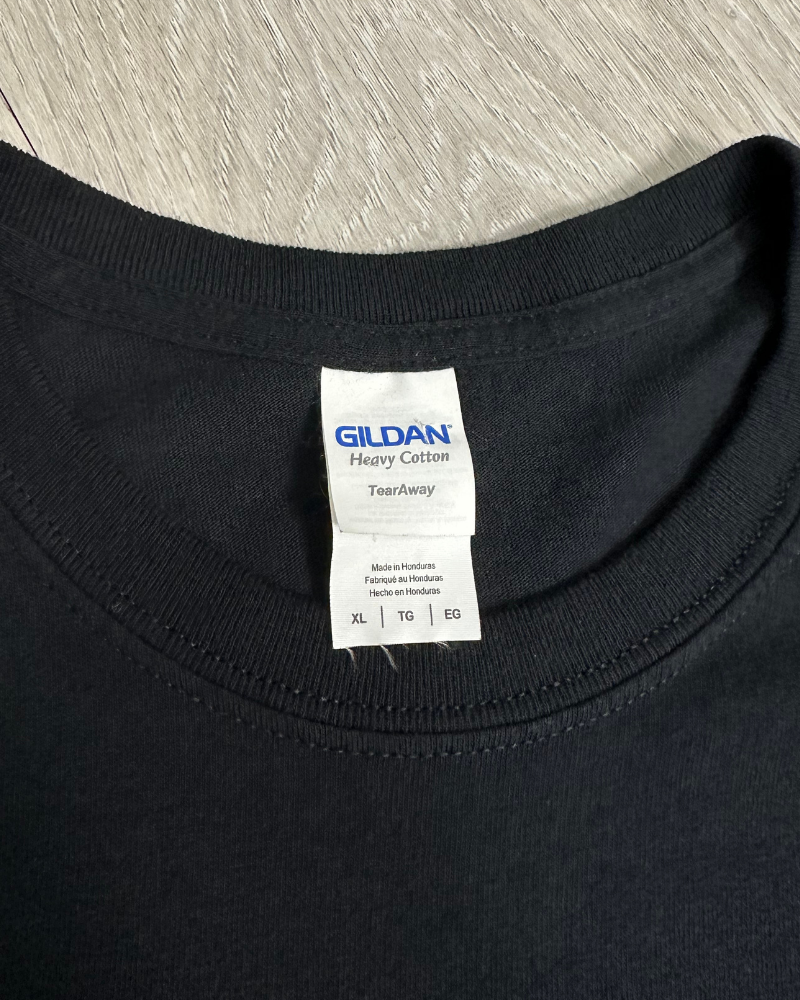 GILDAN®
Heavy Cotton
TearAway
Made in Honduras
Fabriqué au Honduras
Hecho en Honduras
XL | TG | EG